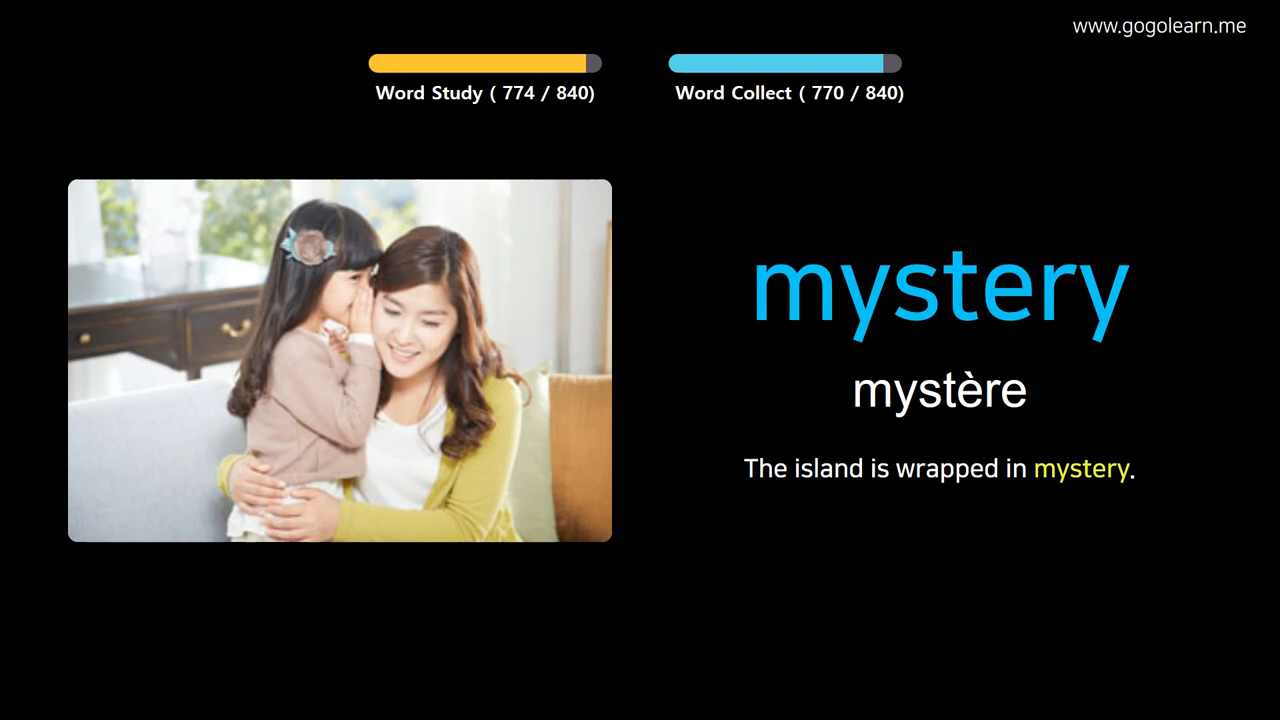 www.gogolearn.me
Word Study ( 774 / 840)
Word Collect ( 770 / 840)
mystery
mystère
The island is wrapped in mystery.